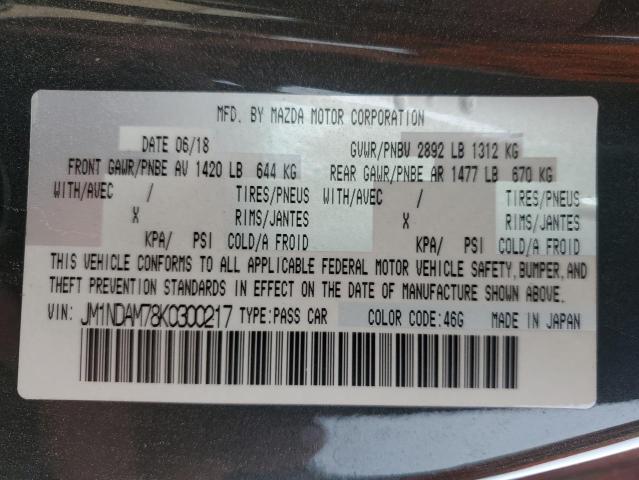 MFD. BY MAZDA MOTOR CORPORATION
DATE 06/18 GVWR/PNBV 2892 LB 1312 KG
FRONT GAWR/PNBE AV 1420 LB 644 KG REAR GAWR/PNBE AR 1477 LB 670 KG
WITH/AVEC / TIRES/PNEUS WITH/AVEC / TIRES/PNEUS
X RIMS/JANTES X RIMS/JANTES
KPA/ PSI COLD/A FROID KPA/ PSI COLD/A FROID
THIS VEHICLE CONFORMS TO ALL APPLICABLE FEDERAL MOTOR VEHICLE SAFETY, BUMPER, AND
THEFT PREVENTION STANDARDS IN EFFECT ON THE DATE OF MANUFACTURE SHOWN ABOVE.
VIN: JM1NDAM78K0300217 TYPE:PASS CAR COLOR CODE:46G MADE IN JAPAN